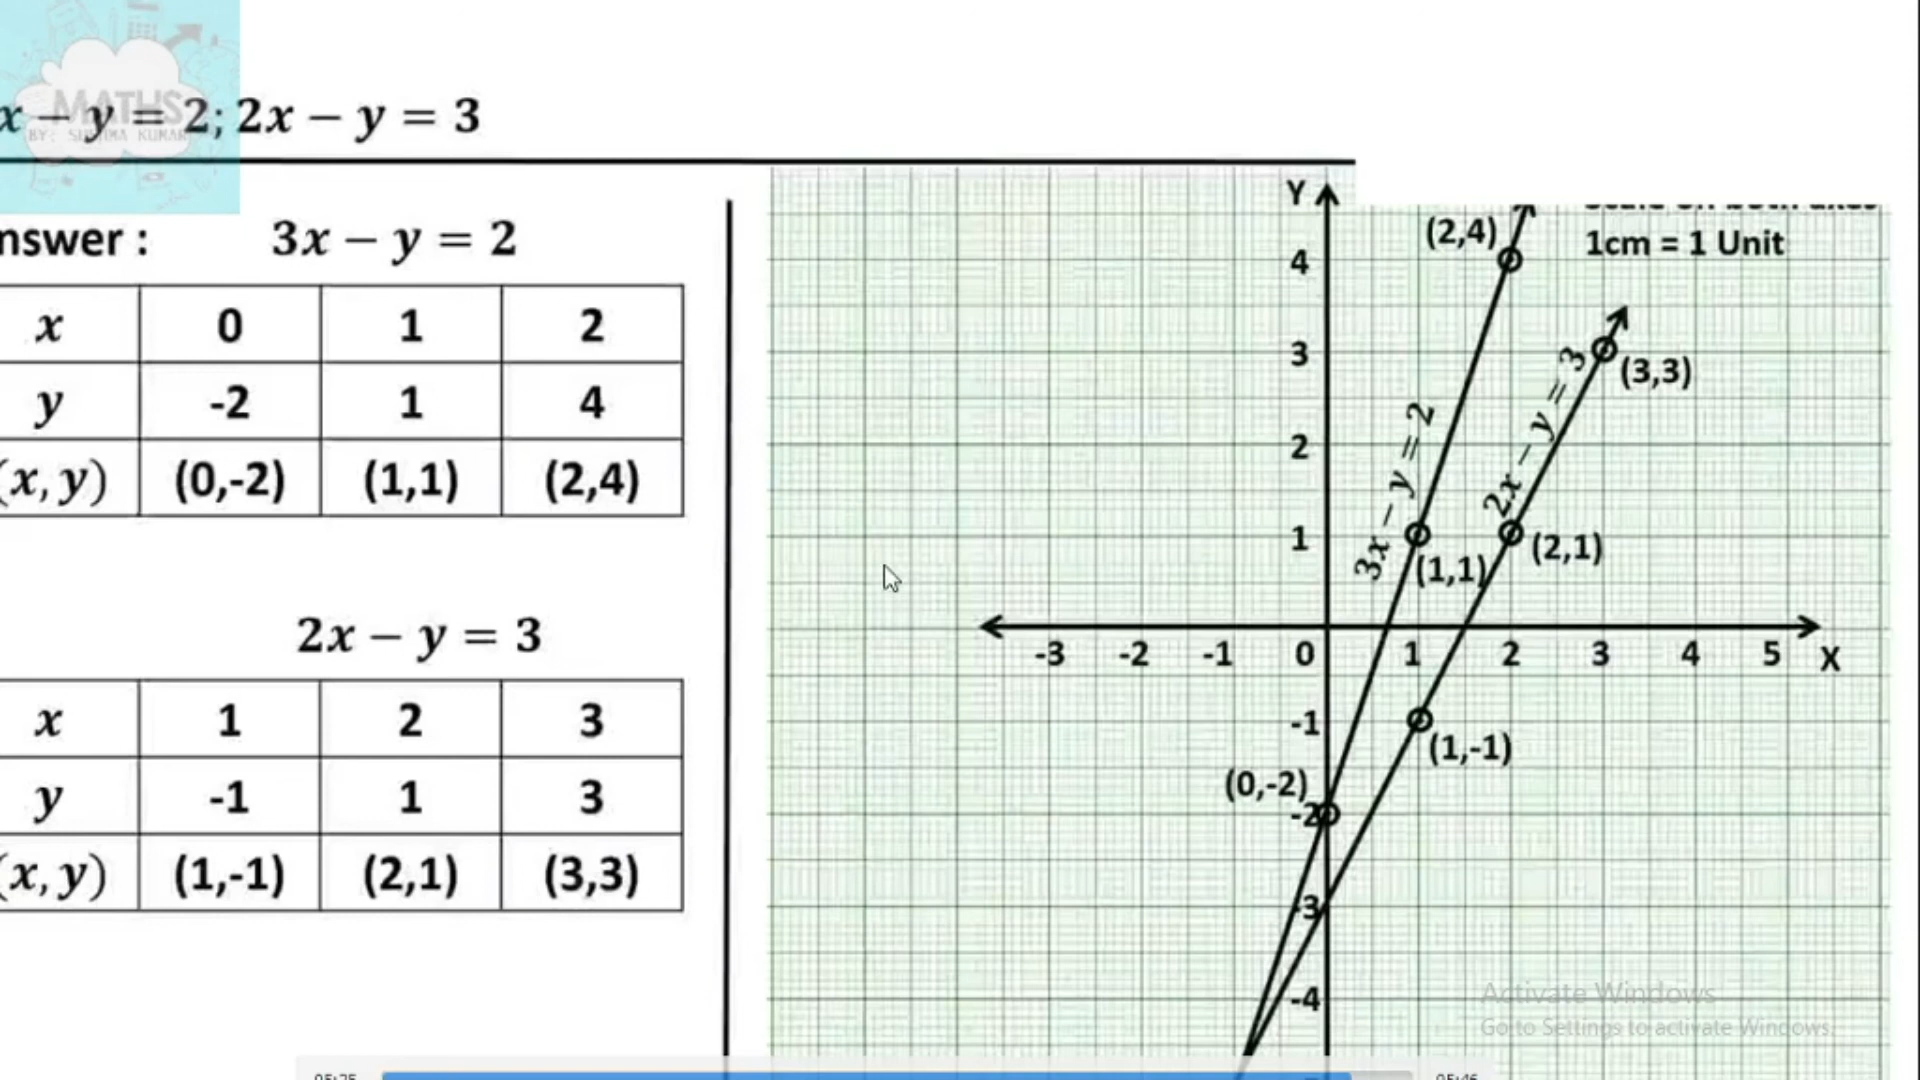 MATHS
BY: SUSHMA KUMAR
x − y = 2; 2x − y = 3
nswer : 3x − y = 2
x 0 1 2
y -2 1 4
(x, y) (0,-2) (1,1) (2,4)
2x − y = 3
x 1 2 3
y -1 1 3
(x, y) (1,-1) (2,1) (3,3)
1cm = 1 Unit
Y
(2,4)
4
3
(3,3)
2
3x − y = 2
2x − y = 3
1
(1,1)
(2,1)
-3 -2 -1 0 1 2 3 4 5 X
-1
(1,-1)
(0,-2)
-2
-3
-4
Activate Windows
Go to Settings to activate Windows.